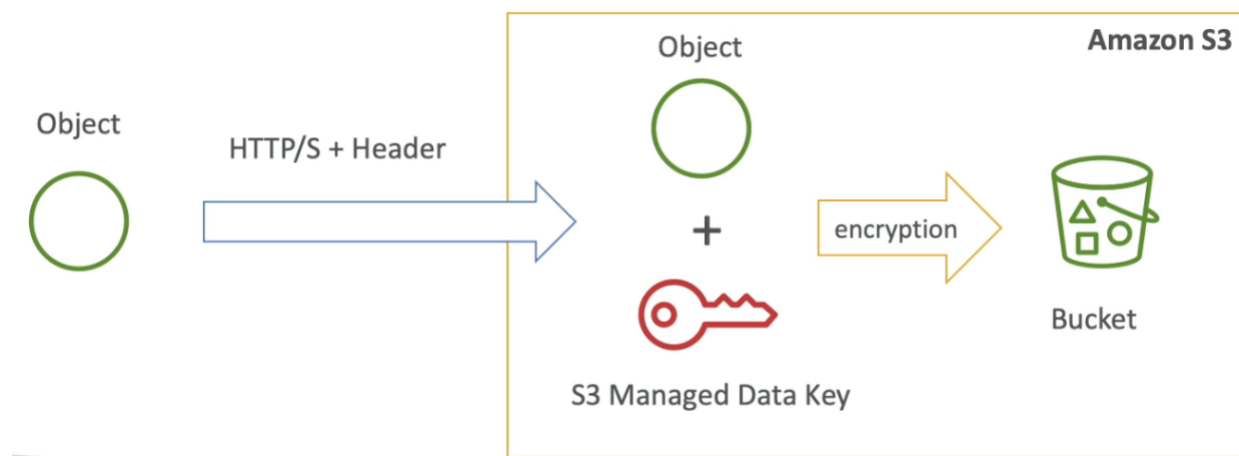 Amazon S3
Object
Object
HTTP/S + Header
+
encryption
S3 Managed Data Key
Bucket